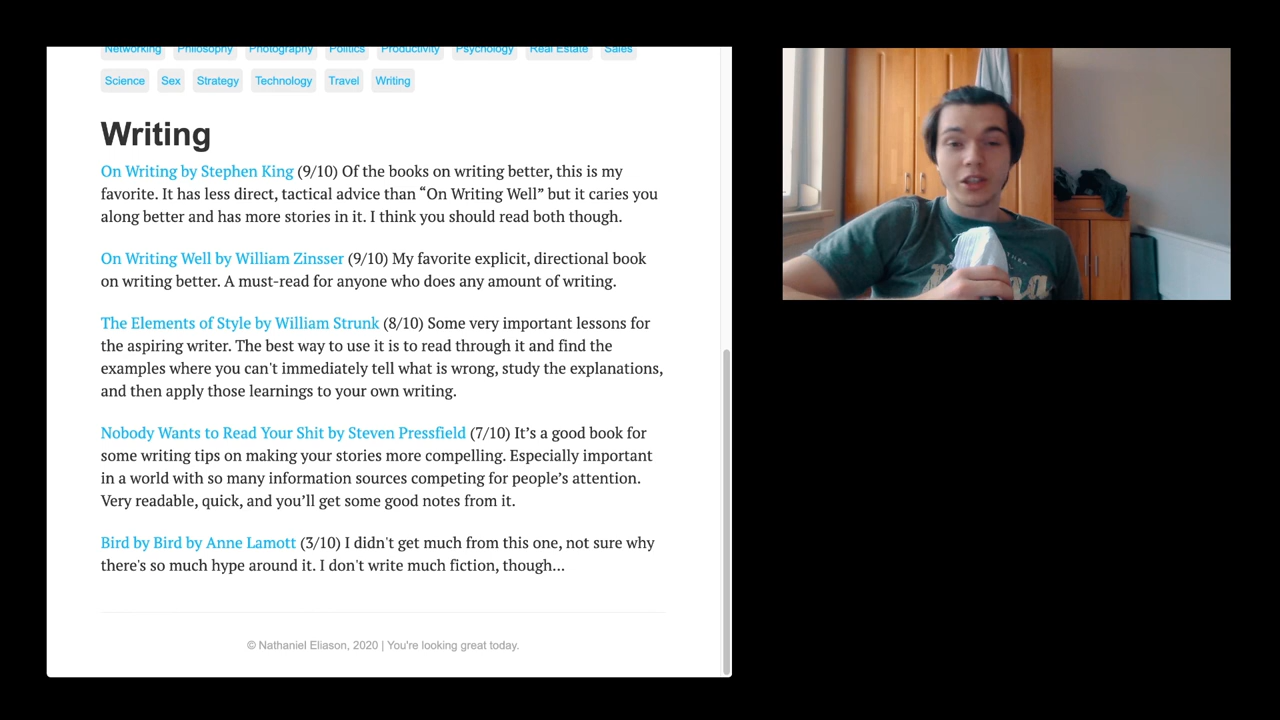 Networking Philosophy Photography Politics Productivity Psychology Real Estate Sales
Science Sex Strategy Technology Travel Writing
Writing
On Writing by Stephen King (9/10) Of the books on writing better, this is my
favorite. It has less direct, tactical advice than “On Writing Well” but it caries you
along better and has more stories in it. I think you should read both though.
On Writing Well by William Zinsser (9/10) My favorite explicit, directional book
on writing better. A must-read for anyone who does any amount of writing.
The Elements of Style by William Strunk (8/10) Some very important lessons for
the aspiring writer. The best way to use it is to read through it and find the
examples where you can't immediately tell what is wrong, study the explanations,
and then apply those learnings to your own writing.
Nobody Wants to Read Your Shit by Steven Pressfield (7/10) It’s a good book for
some writing tips on making your stories more compelling. Especially important
in a world with so many information sources competing for people’s attention.
Very readable, quick, and you’ll get some good notes from it.
Bird by Bird by Anne Lamott (3/10) I didn't get much from this one, not sure why
there's so much hype around it. I don't write much fiction, though...
© Nathaniel Eliason, 2020 | You're looking great today.